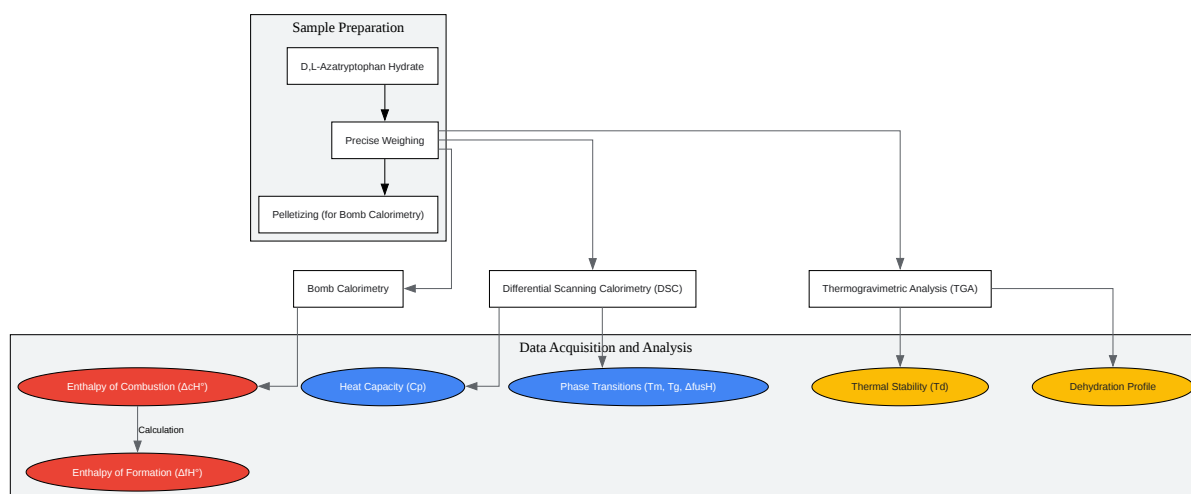 Sample Preparation
D,L-Azatryptophan Hydrate
Precise Weighing
Pelletizing (for Bomb Calorimetry)
Bomb Calorimetry
Differential Scanning Calorimetry (DSC)
Thermogravimetric Analysis (TGA)
Data Acquisition and Analysis
Enthalpy of Combustion (ΔcH°)
Heat Capacity (Cp)
Phase Transitions (Tm, Tg, ΔfusH)
Thermal Stability (Td)
Dehydration Profile
Calculation
Enthalpy of Formation (ΔfH°)